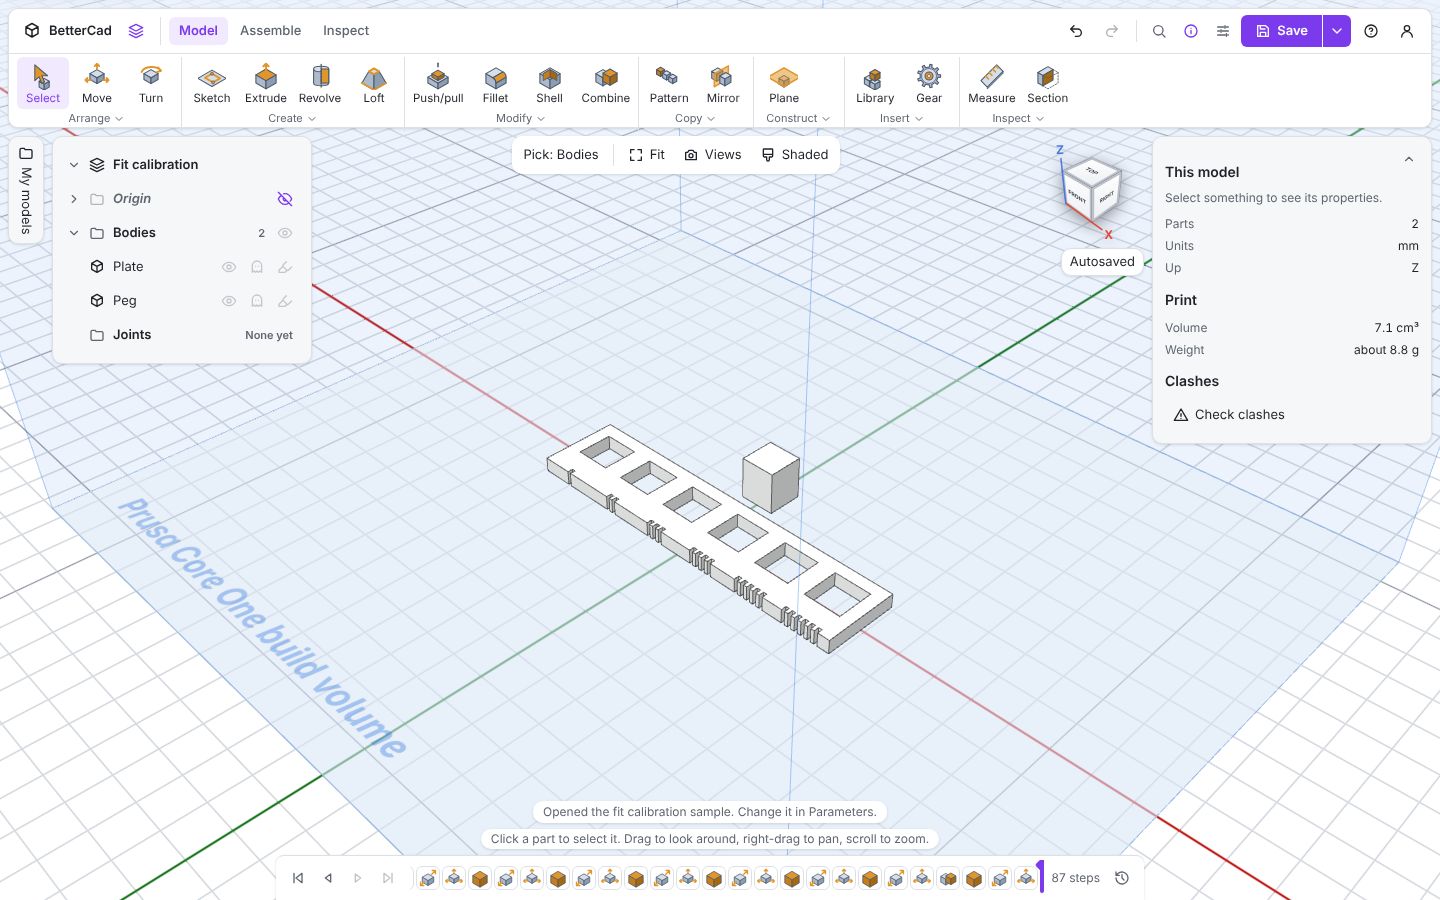 BetterCad
Model
Assemble
Inspect
Save
Select
Move
Turn
Sketch
Extrude
Revolve
Loft
Push/pull
Fillet
Shell
Combine
Pattern
Mirror
Plane
Library
Gear
Measure
Section
Arrange
Create
Modify
Copy
Construct
Insert
Inspect
My models
Fit calibration
Origin
Bodies 2
Plate
Peg
Joints None yet
Pick: Bodies
Fit
Views
Shaded
Z
TOP
FRONT
RIGHT
X
Autosaved
This model
Select something to see its properties.
Parts 2
Units mm
Up Z
Print
Volume 7.1 cm³
Weight about 8.8 g
Clashes
Check clashes
Prusa Core One build volume
Opened the fit calibration sample. Change it in Parameters.
Click a part to select it. Drag to look around, right-drag to pan, scroll to zoom.
87 steps